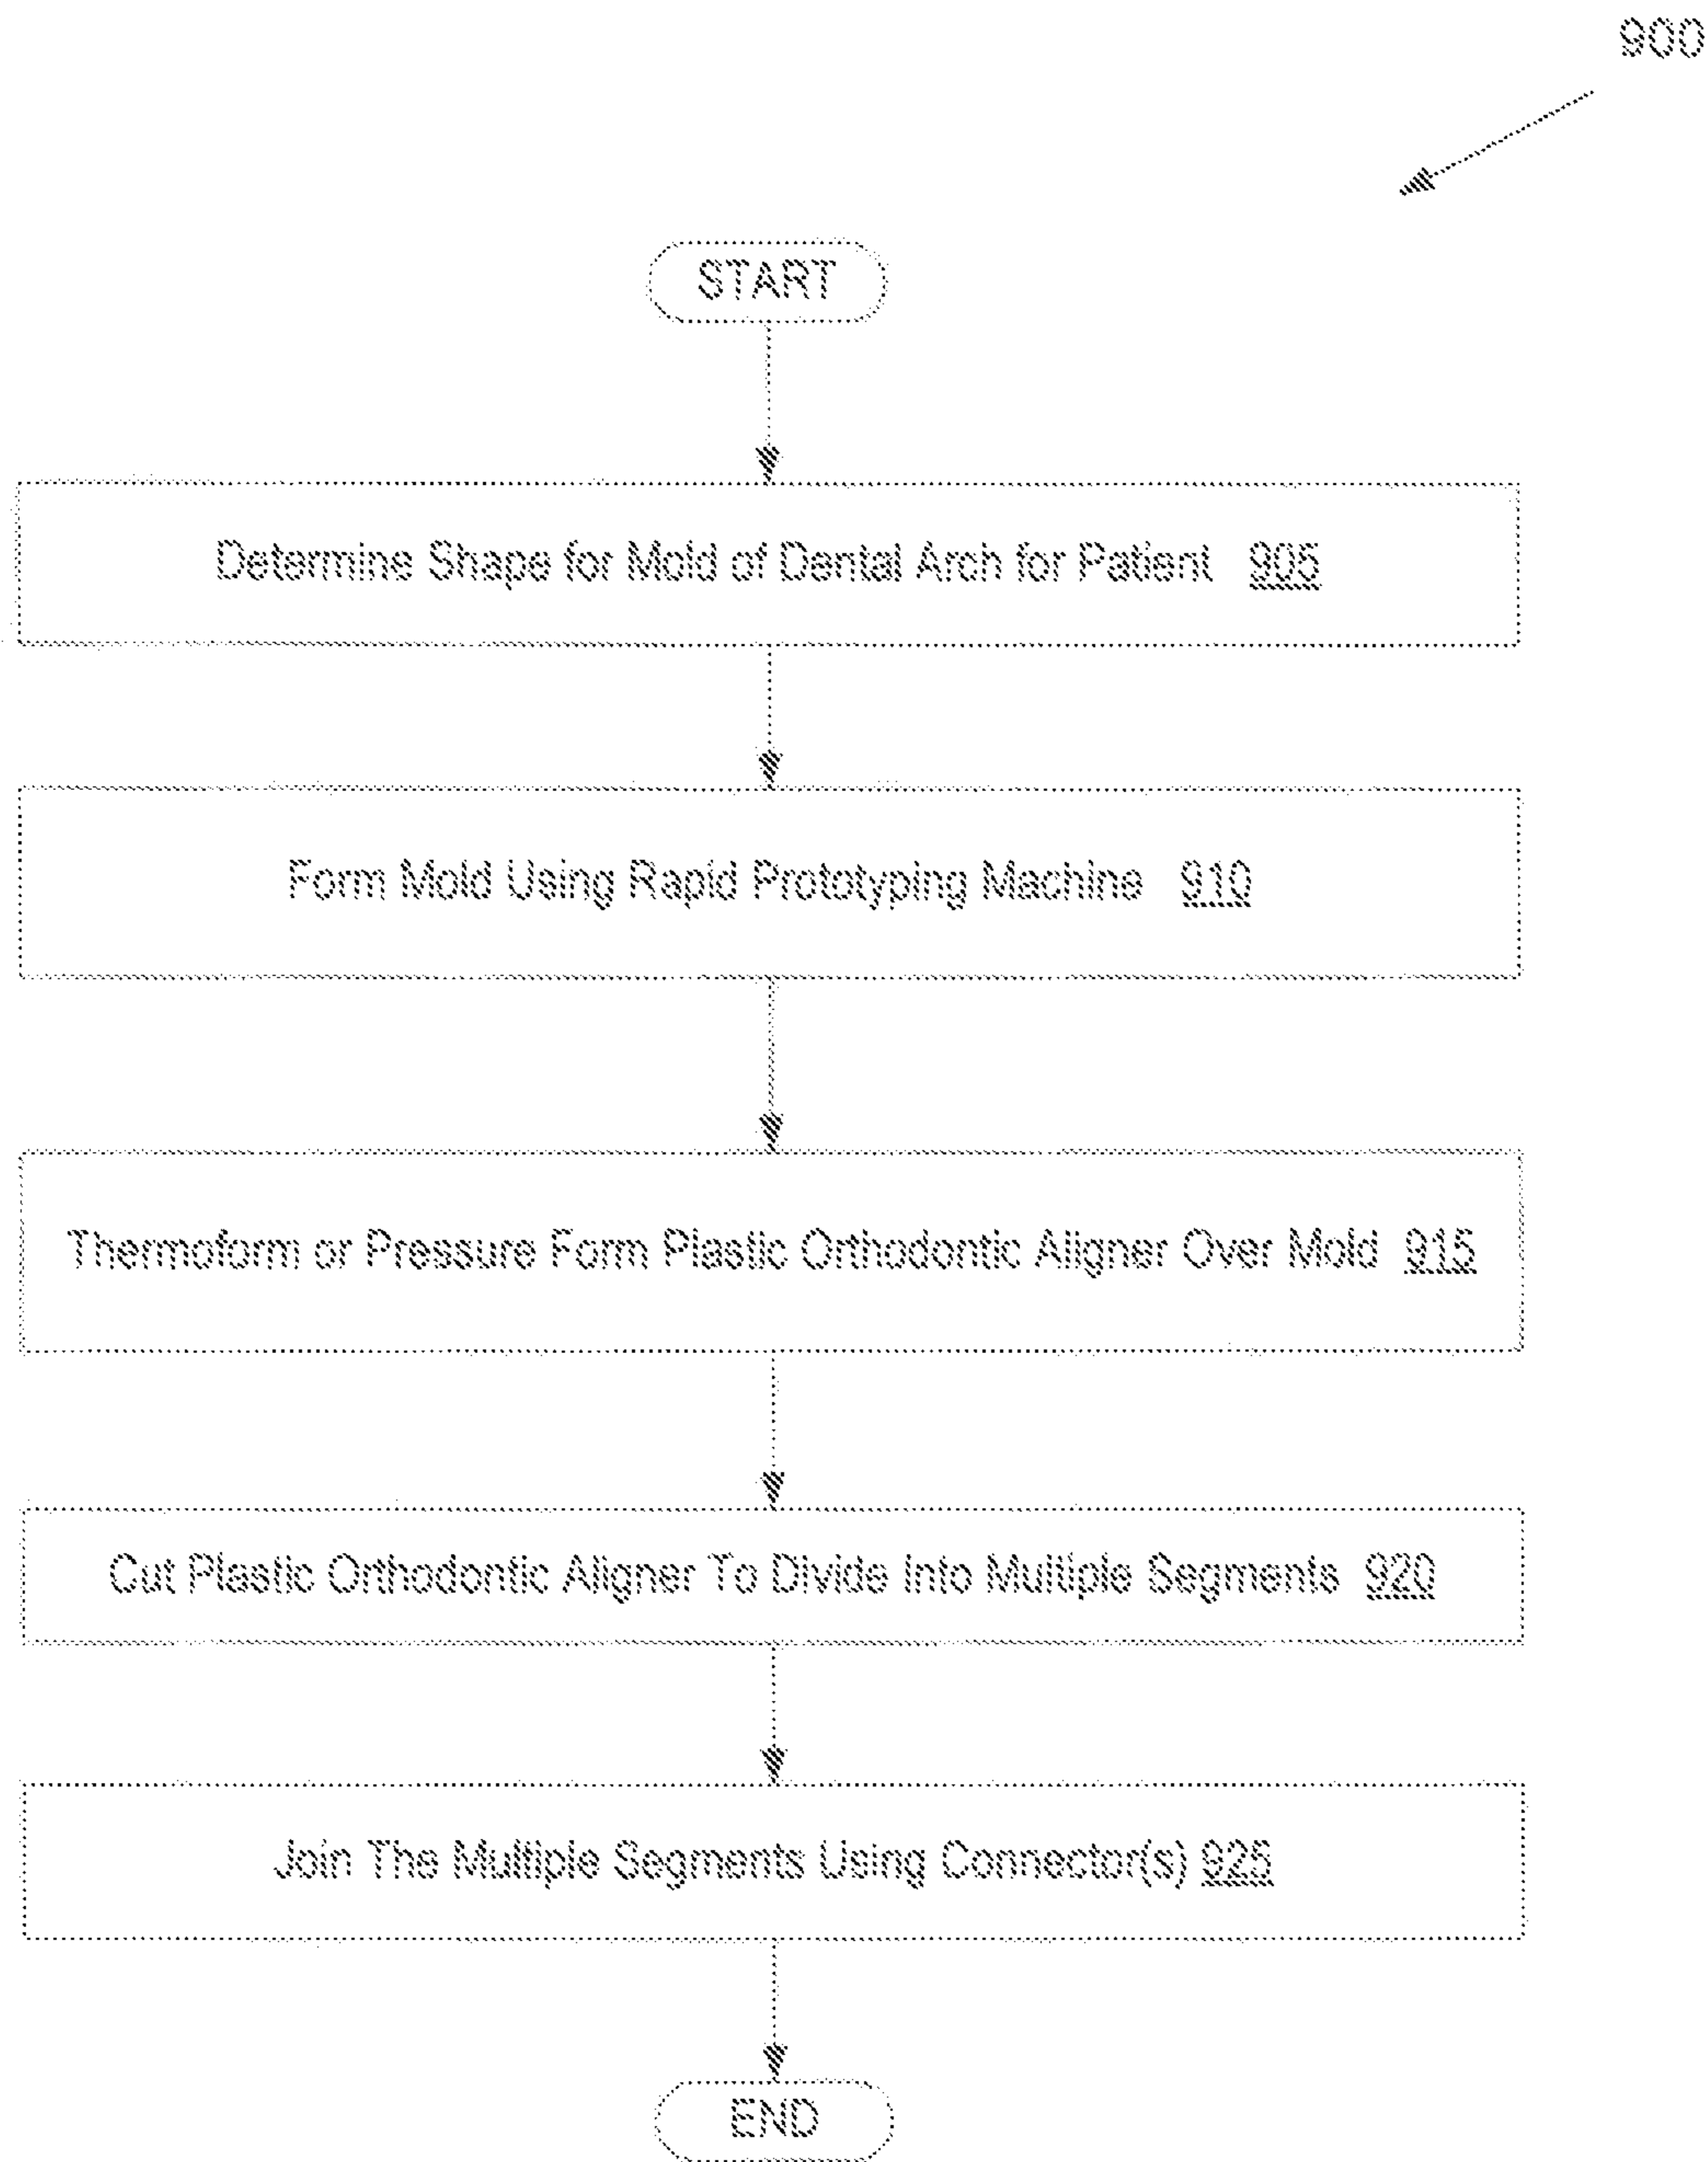 900
START
Determine Shape for Mold of Dental Arch for Patient 905
Form Mold Using Rapid Prototyping Machine 910
Thermoform or Pressure Form Plastic Orthodontic Aligner Over Mold 915
Cut Plastic Orthodontic Aligner To Divide Into Multiple Segments 920
Join The Multiple Segments Using Connector(s) 925
END